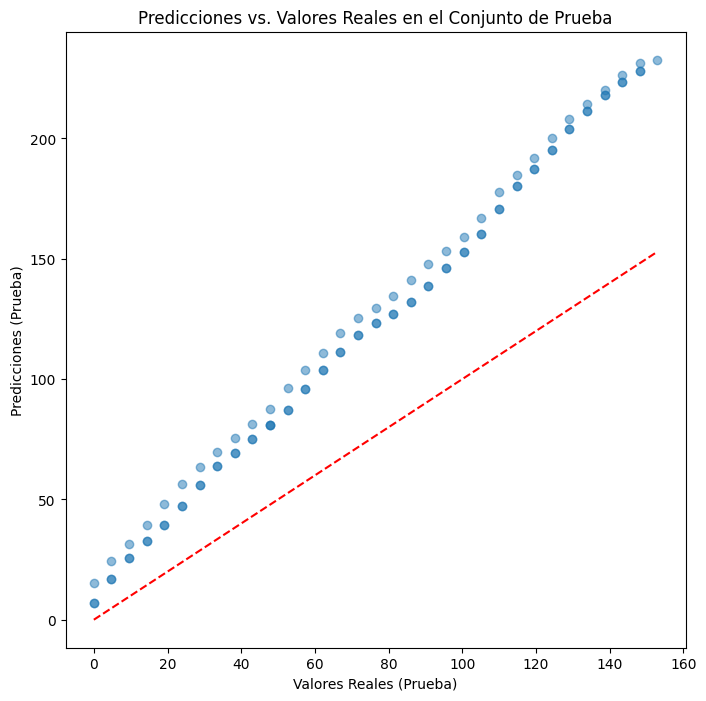 Predicciones vs. Valores Reales en el Conjunto de Prueba
Predicciones (Prueba)
200
150
100
50
0
0 20 40 60 80 100 120 140 160
Valores Reales (Prueba)